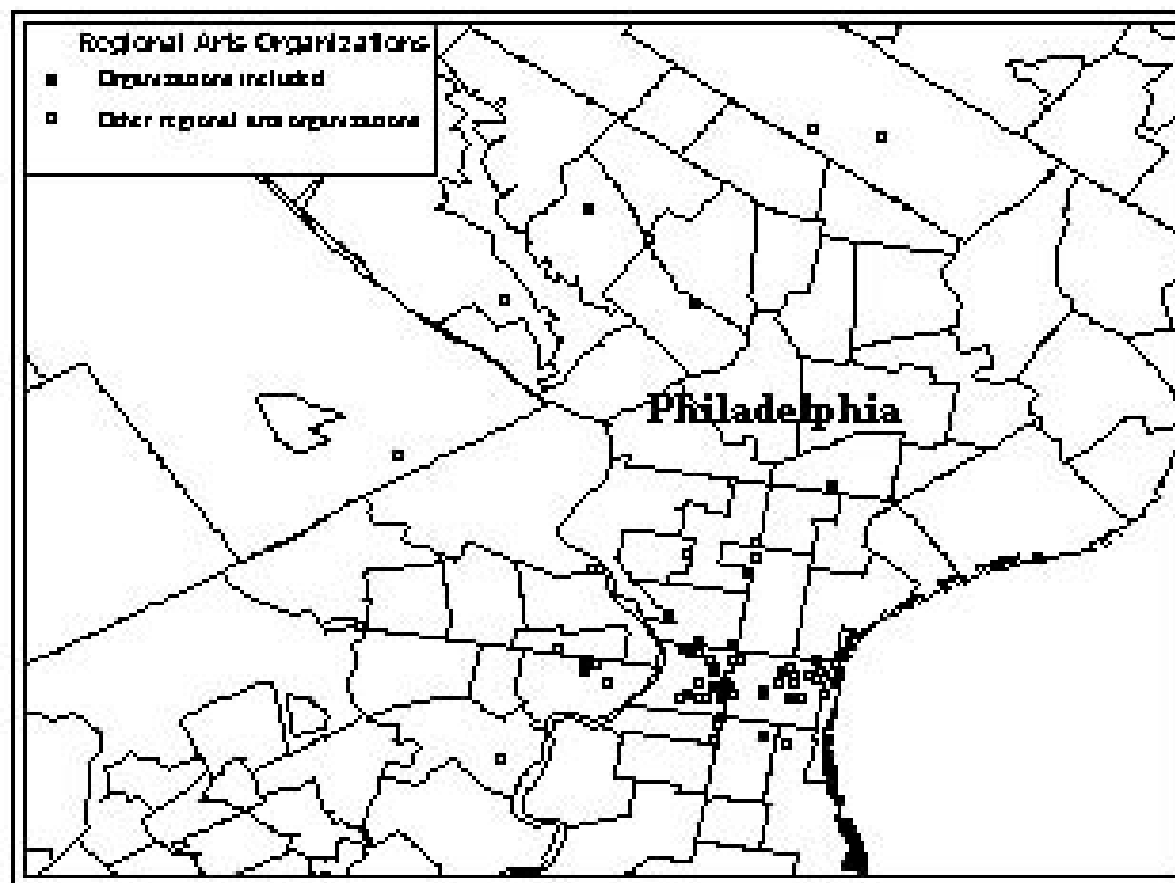 Regional Arts Organizations
Organizations included
Other regional arts organizations
Philadelphia